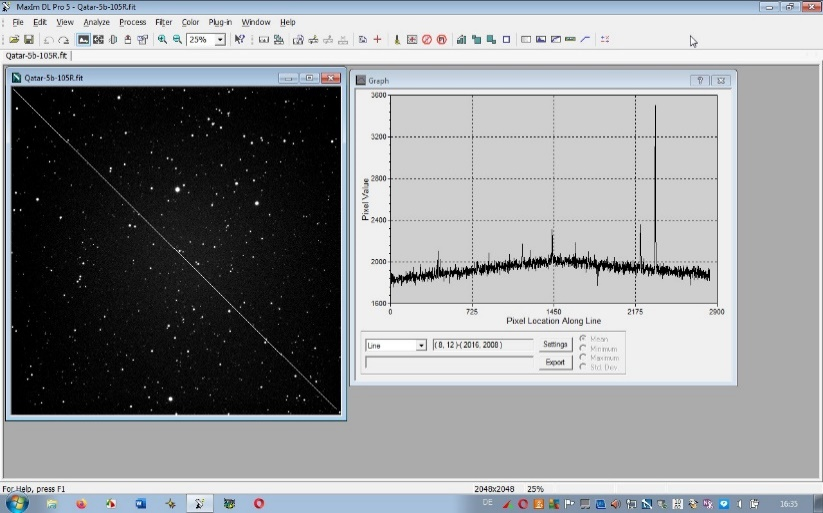 MaxIm DL Pro 5 - Qatar-5b-105R.fit
File Edit View Analyze Process Filter Color Plug-in Window Help
25%
Qatar-5b-105R.fit
Qatar-5b-105R.fit
Graph
3600
3200
2800
2400
2000
1600
Pixel Value
0 725 1450 2175 2900
Pixel Location Along Line
Line ( 8, 12 )-( 2016, 2008 ) Settings
Export
Mean
Minimum
Maximum
Std. Dev.
For Help, press F1
2048x2048 25%
DE
16:35